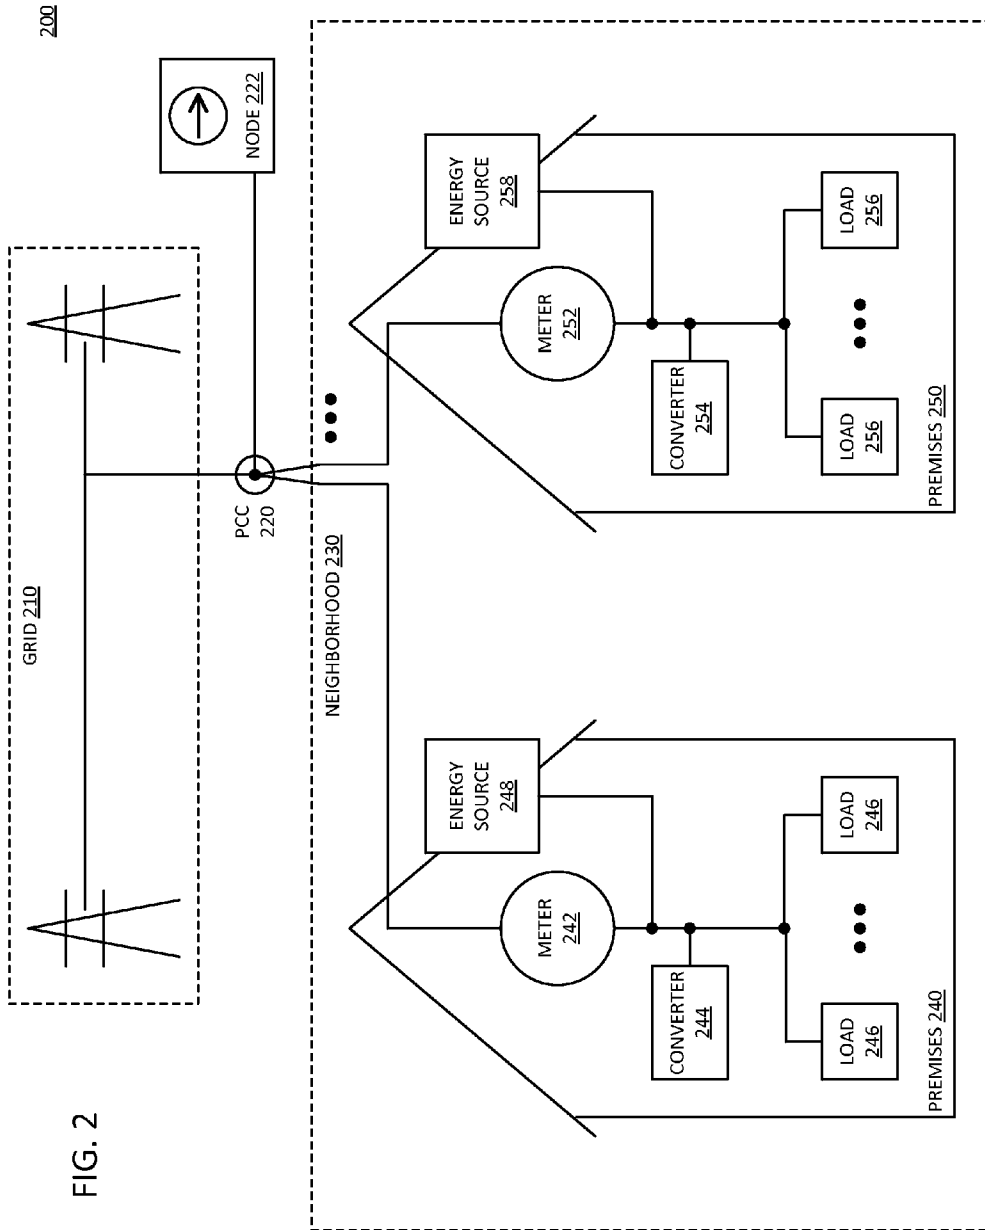 200
GRID 210
NODE 222
PCC
220
NEIGHBORHOOD 230
ENERGY
SOURCE
248
METER
242
CONVERTER
244
LOAD
246
LOAD
246
PREMISES 240
ENERGY
SOURCE
258
METER
252
CONVERTER
254
LOAD
256
LOAD
256
PREMISES 250
FIG. 2